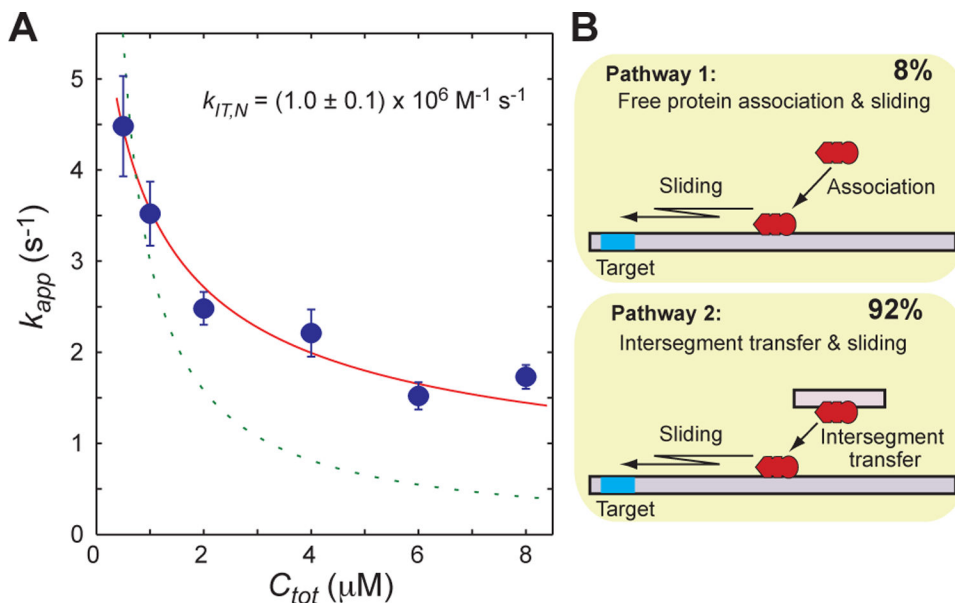 A
k_app (s⁻¹)
5
4
3
2
1
0
0
2
4
6
8
C_tot (μM)
k_IT,N = (1.0 ± 0.1) x 10⁶ M⁻¹ s⁻¹
B
Pathway 1: 8%
Free protein association & sliding
Sliding
Association
Target
Pathway 2: 92%
Intersegment transfer & sliding
Sliding
Intersegment
transfer
Target